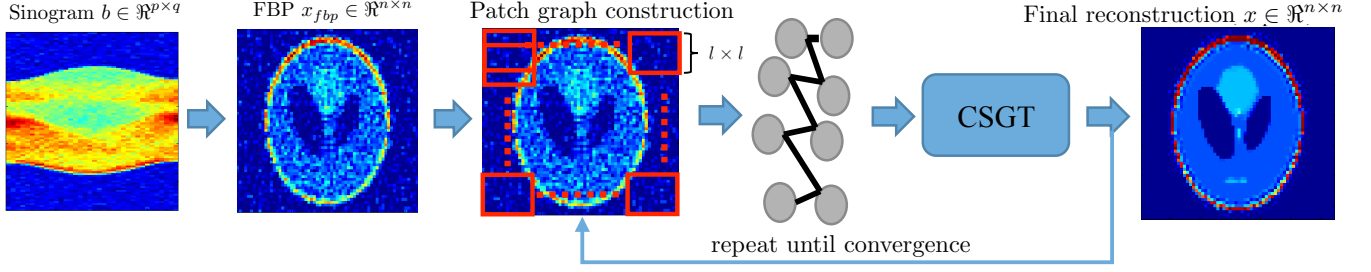 Sinogram b ∈ ℜ^{p×q}
FBP x_{fbp} ∈ ℜ^{n×n}
Patch graph construction
Final reconstruction x ∈ ℜ^{n×n}
l × l
CSGT
repeat until convergence